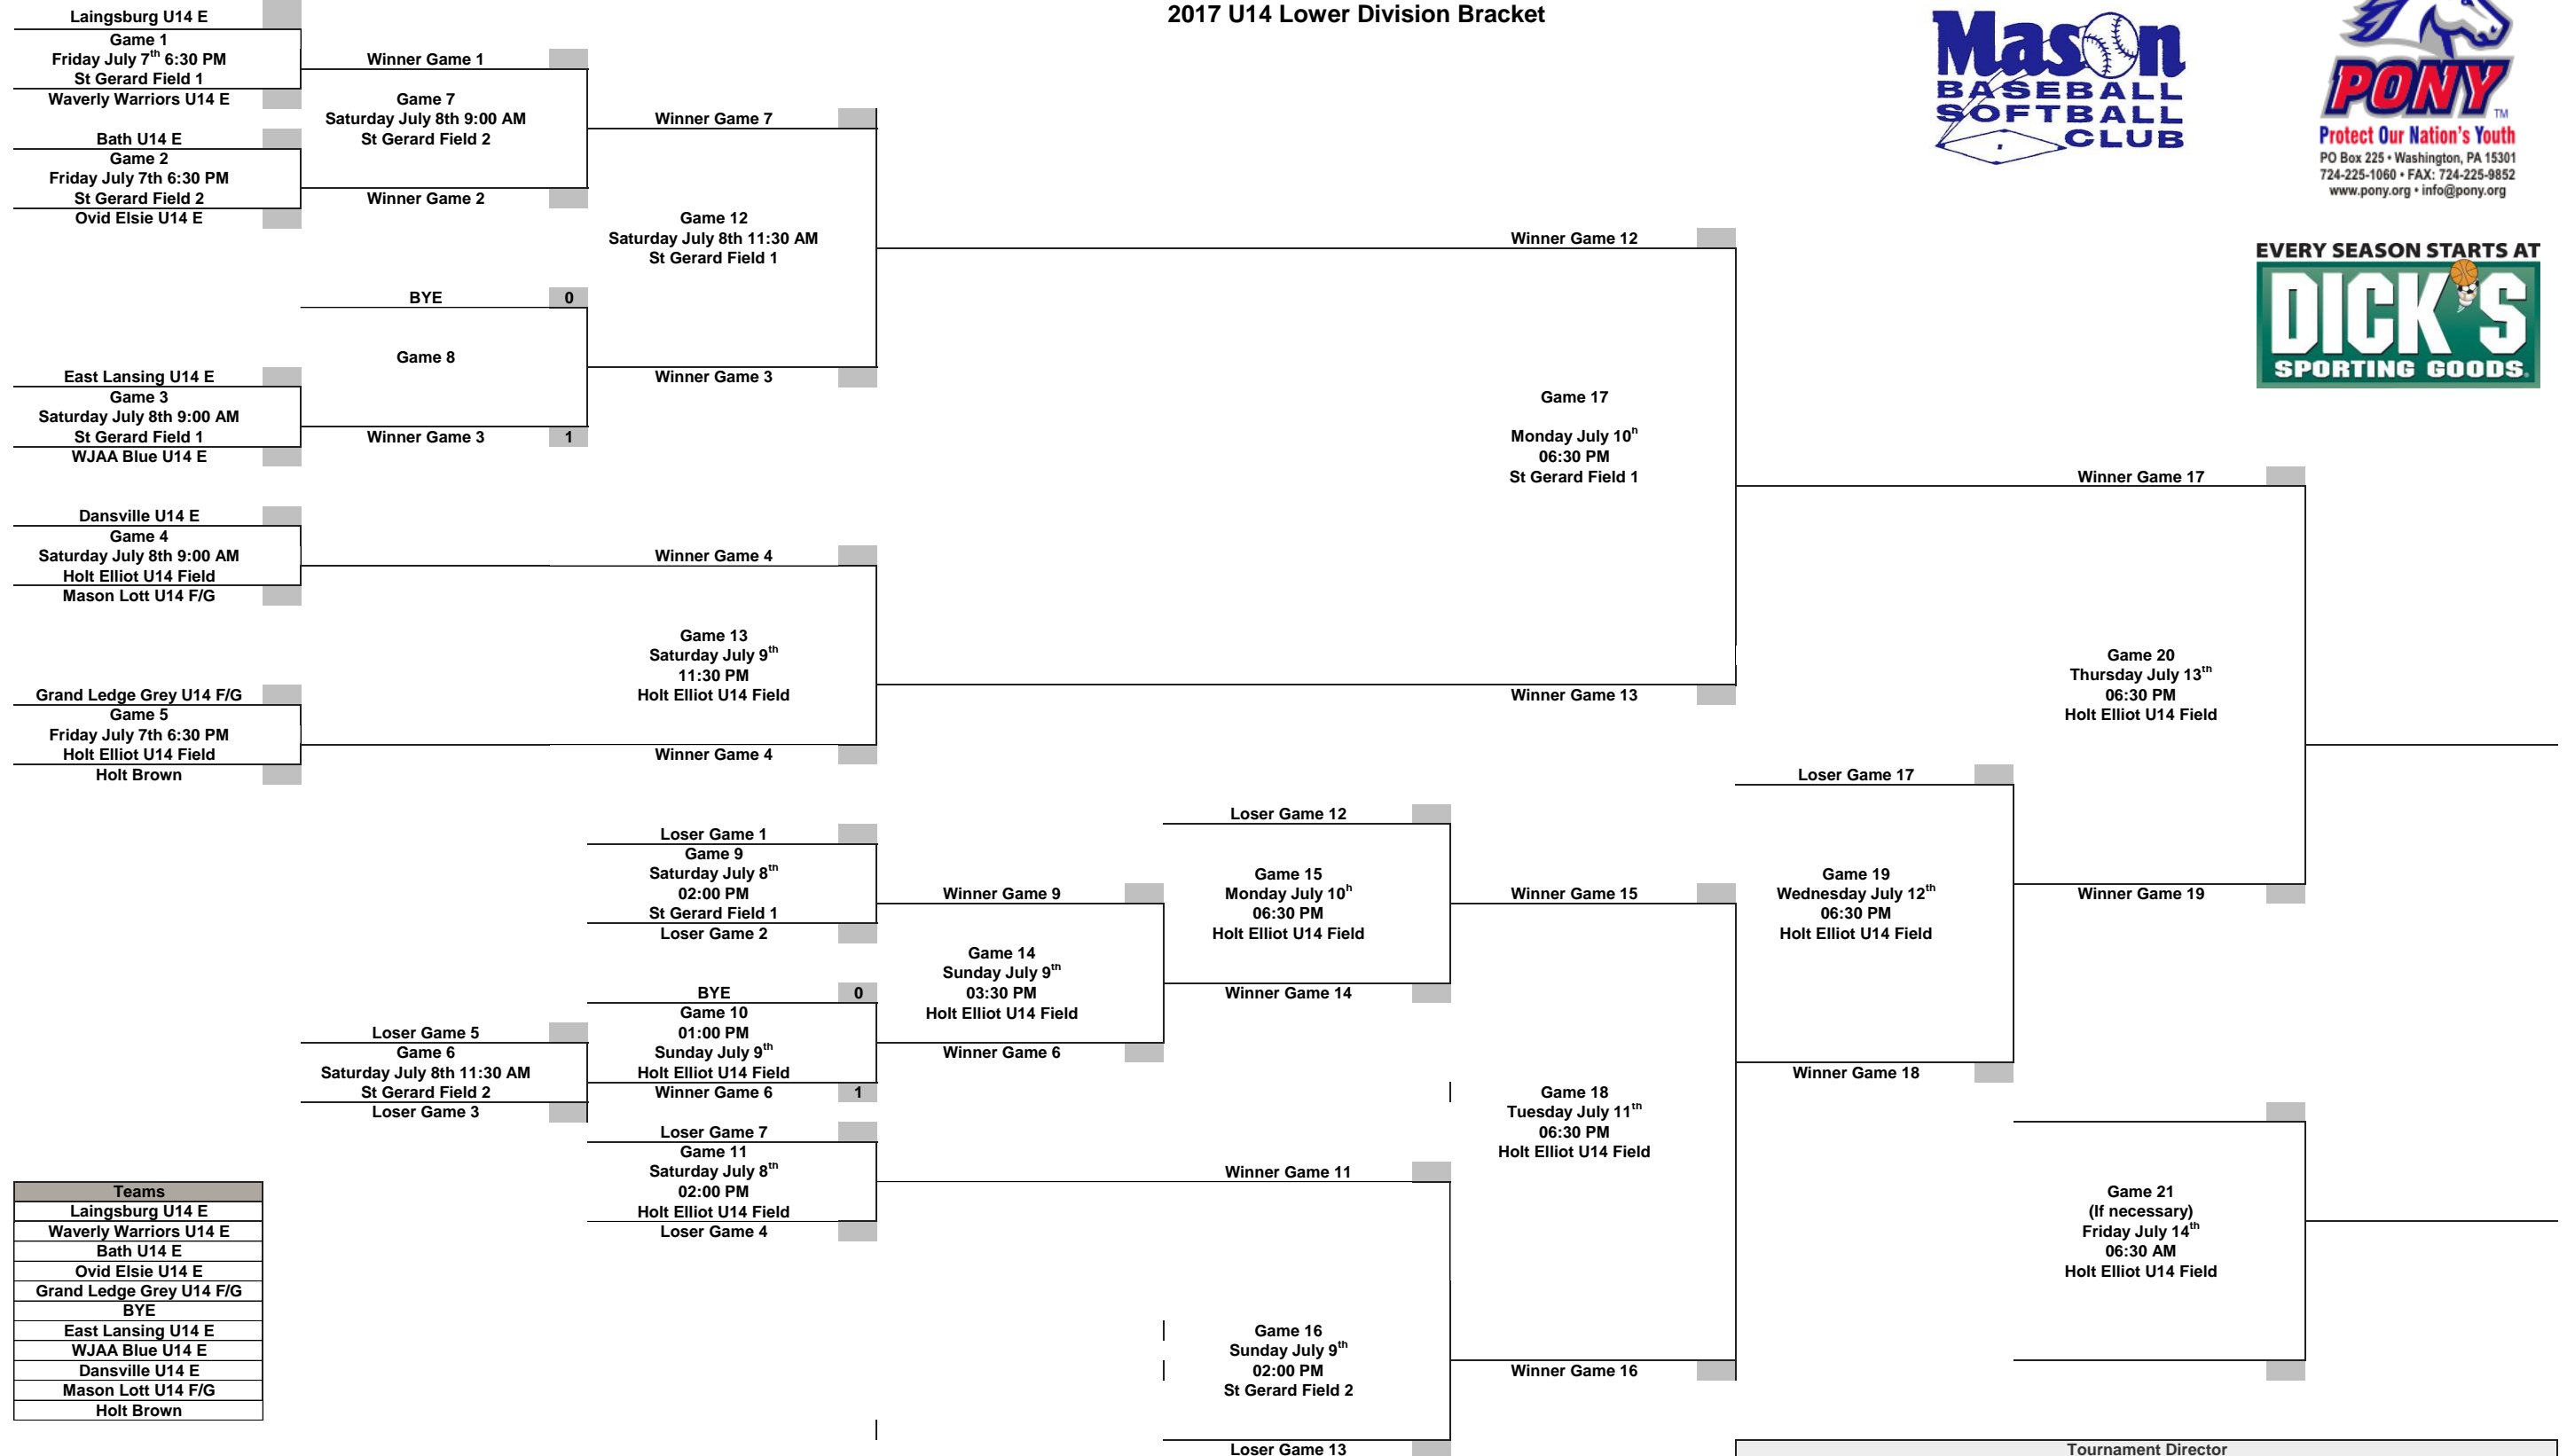 2017 U14 Lower Division Bracket
Mason
BASEBALL
SOFTBALL
CLUB
PONY™
Protect Our Nation's Youth
PO Box 225 • Washington, PA 15301
724-225-1060 • FAX: 724-225-9852
www.pony.org • info@pony.org
EVERY SEASON STARTS AT
DICK'S
SPORTING GOODS.
Laingsburg U14 E
Game 1
Friday July 7th 6:30 PM
St Gerard Field 1
Waverly Warriors U14 E
Bath U14 E
Game 2
Friday July 7th 6:30 PM
St Gerard Field 2
Ovid Elsie U14 E
East Lansing U14 E
Game 3
Saturday July 8th 9:00 AM
St Gerard Field 1
WJAA Blue U14 E
Dansville U14 E
Game 4
Saturday July 8th 9:00 AM
Holt Elliot U14 Field
Mason Lott U14 F/G
Grand Ledge Grey U14 F/G
Game 5
Friday July 7th 6:30 PM
Holt Elliot U14 Field
Holt Brown
Winner Game 1
Game 7
Saturday July 8th 9:00 AM
St Gerard Field 2
Winner Game 2
BYE 0
Game 8
Winner Game 3 1
Winner Game 7
Game 12
Saturday July 8th 11:30 AM
St Gerard Field 1
Winner Game 3
Winner Game 4
Game 13
Saturday July 9th
11:30 PM
Holt Elliot U14 Field
Winner Game 4
Winner Game 12
Game 17
Monday July 10h
06:30 PM
St Gerard Field 1
Winner Game 13
Winner Game 17
Game 20
Thursday July 13th
06:30 PM
Holt Elliot U14 Field
Winner Game 19
Loser Game 5
Game 6
Saturday July 8th 11:30 AM
St Gerard Field 2
Loser Game 3
Loser Game 1
Game 9
Saturday July 8th
02:00 PM
St Gerard Field 1
Loser Game 2
BYE 0
Game 10
01:00 PM
Sunday July 9th
Holt Elliot U14 Field
Winner Game 6 1
Loser Game 7
Game 11
Saturday July 8th
02:00 PM
Holt Elliot U14 Field
Loser Game 4
Winner Game 9
Game 14
Sunday July 9th
03:30 PM
Holt Elliot U14 Field
Winner Game 6
Loser Game 12
Game 15
Monday July 10h
06:30 PM
Holt Elliot U14 Field
Winner Game 14
Winner Game 11
Game 16
Sunday July 9th
02:00 PM
St Gerard Field 2
Loser Game 13
Winner Game 15
Game 18
Tuesday July 11th
06:30 PM
Holt Elliot U14 Field
Winner Game 16
Loser Game 17
Game 19
Wednesday July 12th
06:30 PM
Holt Elliot U14 Field
Winner Game 18
Game 21
(If necessary)
Friday July 14th
06:30 AM
Holt Elliot U14 Field
Teams
Laingsburg U14 E
Waverly Warriors U14 E
Bath U14 E
Ovid Elsie U14 E
Grand Ledge Grey U14 F/G
BYE
East Lansing U14 E
WJAA Blue U14 E
Dansville U14 E
Mason Lott U14 F/G
Holt Brown
Tournament Director